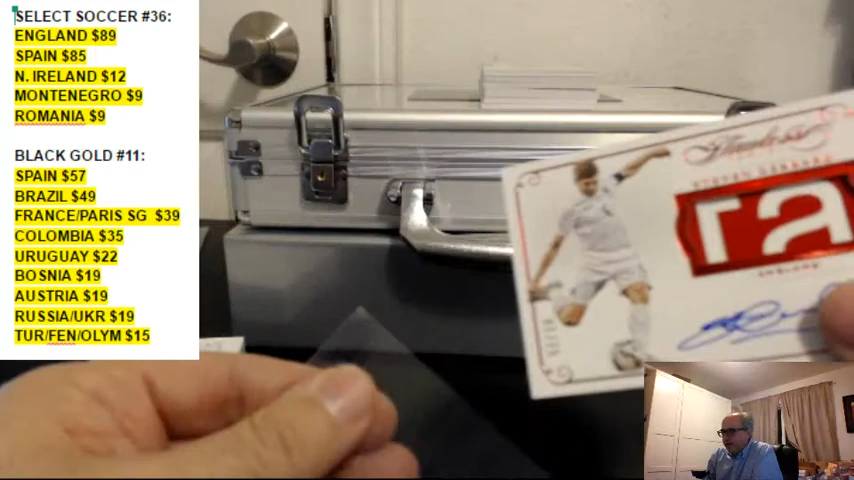 SELECT SOCCER #36:
ENGLAND $89
SPAIN $85
N. IRELAND $12
MONTENEGRO $9
ROMANIA $9
BLACK GOLD #11:
SPAIN $57
BRAZIL $49
FRANCE/PARIS SG $39
COLOMBIA $35
URUGUAY $22
BOSNIA $19
AUSTRIA $19
RUSSIA/UKR $19
TUR/FEN/OLYM $15
Flawless
STEVEN GERRARD
ra
ENGLAND